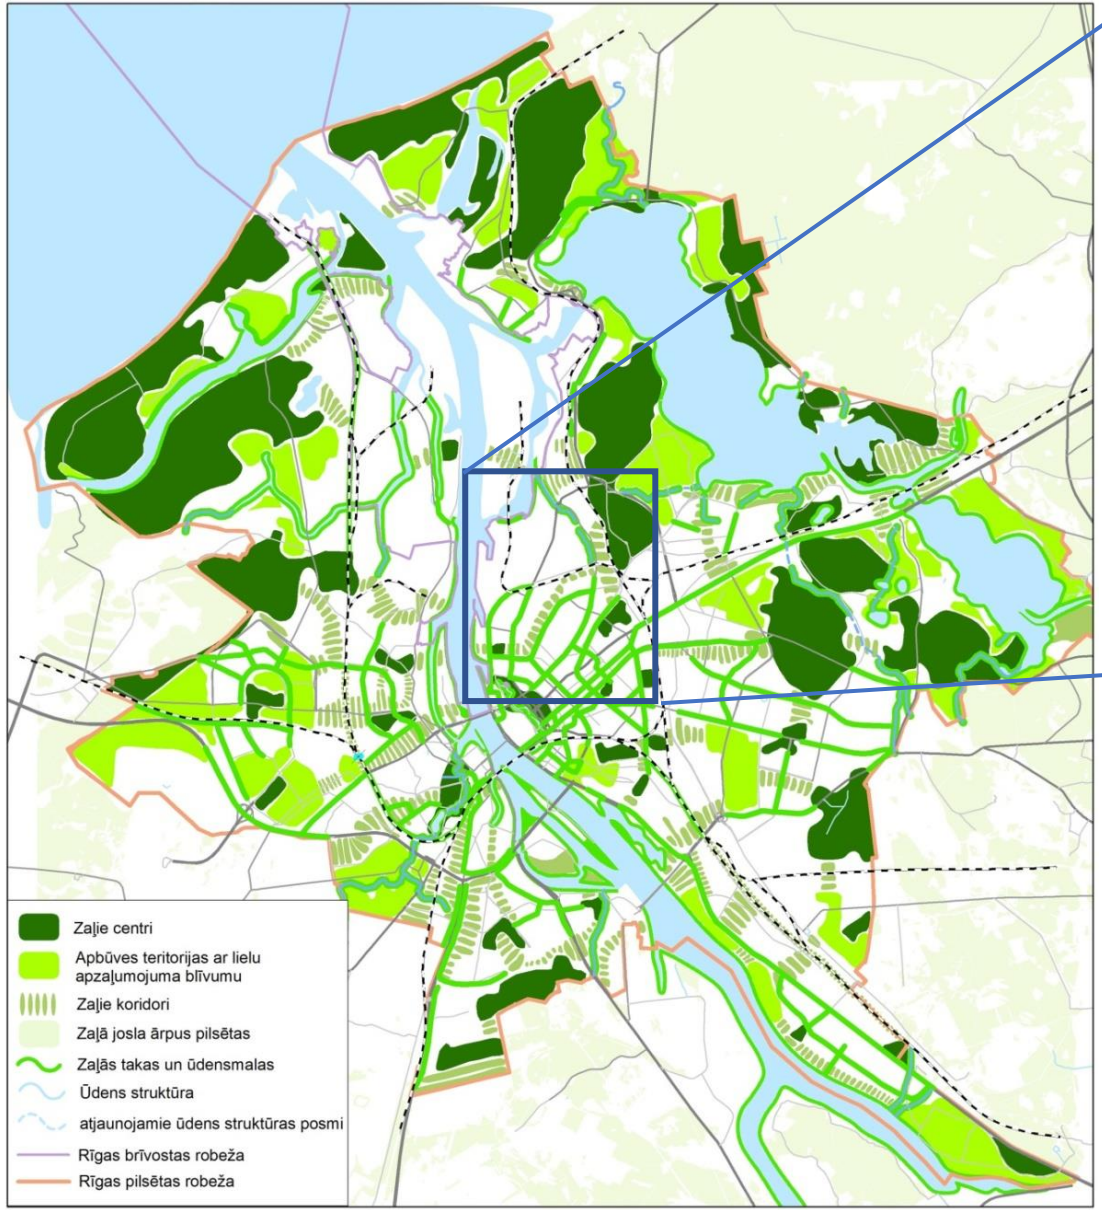 Zaļie centri
Apbūves teritorijas ar lielu
apzaļumojuma blīvumu
Zaļie koridori
Zaļā josla ārpus pilsētas
Zaļās takas un ūdensmalas
Ūdens struktūra
atjaunojamie ūdens struktūras posmi
Rīgas brīvostas robeža
Rīgas pilsētas robeža